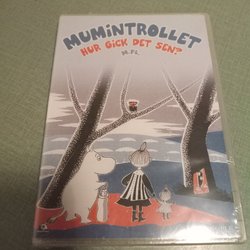 MUMiNTROLLET
HUR GICK DET SEN?
M.FL.